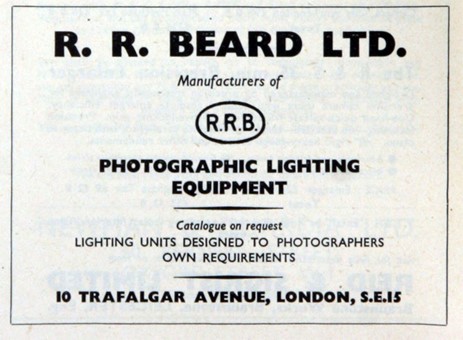 R. R. BEARD LTD.
Manufacturers of
R.R.B.
PHOTOGRAPHIC LIGHTING
EQUIPMENT
Catalogue on request
LIGHTING UNITS DESIGNED TO PHOTOGRAPHERS
OWN REQUIREMENTS
10 TRAFALGAR AVENUE, LONDON, S.E.15